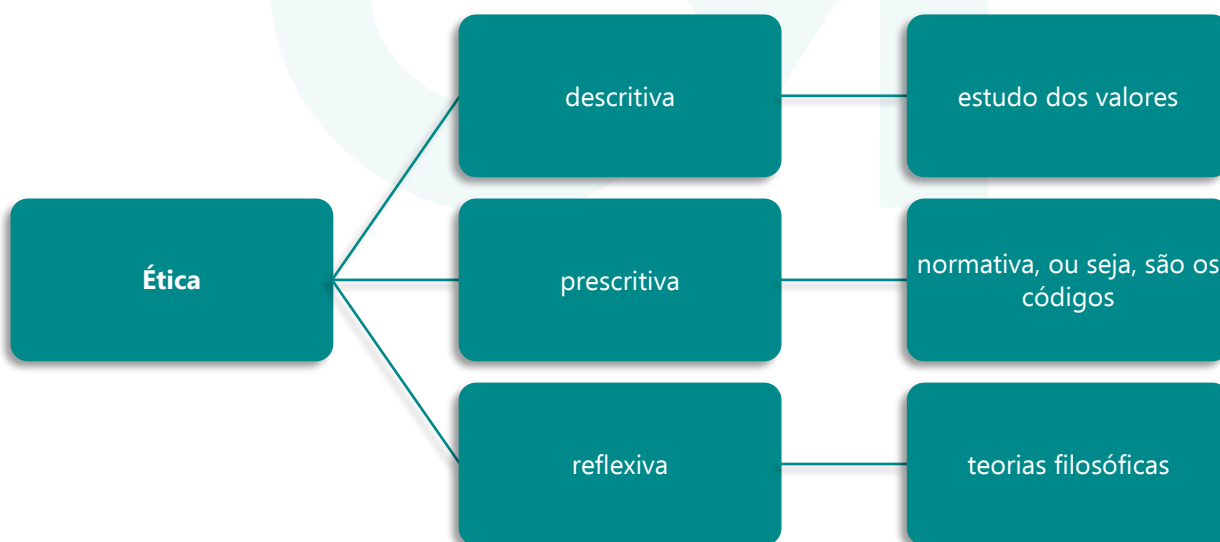 Ética
descritiva
estudo dos valores
prescritiva
normativa, ou seja, são os
códigos
reflexiva
teorias filosóficas